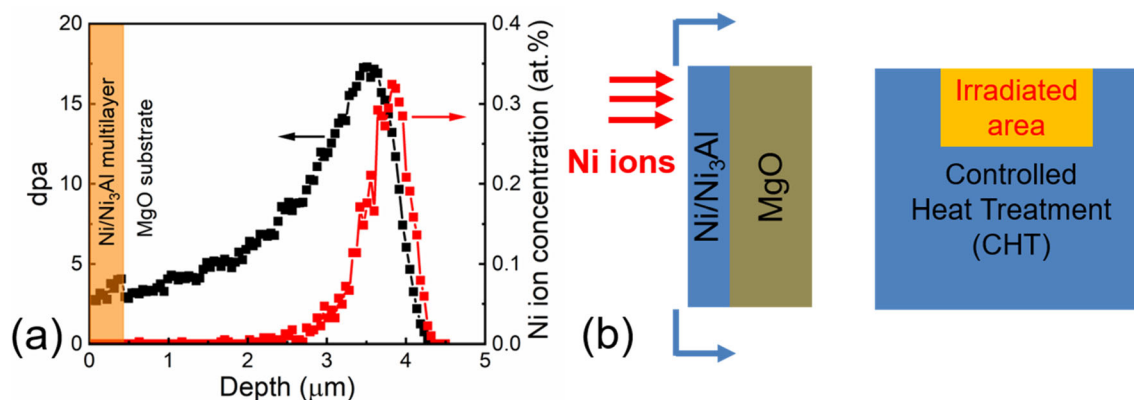 20
15
10
5
0
dpa
Ni/Ni₃Al multilayer
MgO substrate
0.4
0.3
0.2
0.1
0.0
Ni ion concentration (at.%)
0 1 2 3 4 5
Depth (μm)
(a)
Ni ions
Ni/Ni₃Al
MgO
(b)
Irradiated
area
Controlled
Heat Treatment
(CHT)